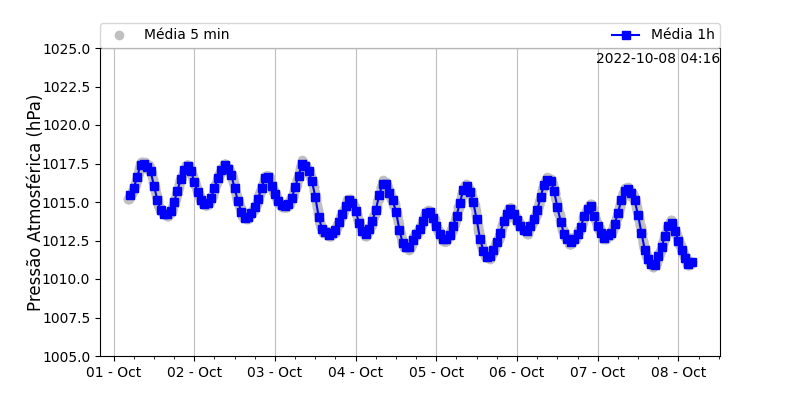 Média 5 min
Média 1h
2022-10-08 04:16
Pressão Atmosférica (hPa)
1025.0
1022.5
1020.0
1017.5
1015.0
1012.5
1010.0
1007.5
1005.0
01 - Oct
02 - Oct
03 - Oct
04 - Oct
05 - Oct
06 - Oct
07 - Oct
08 - Oct